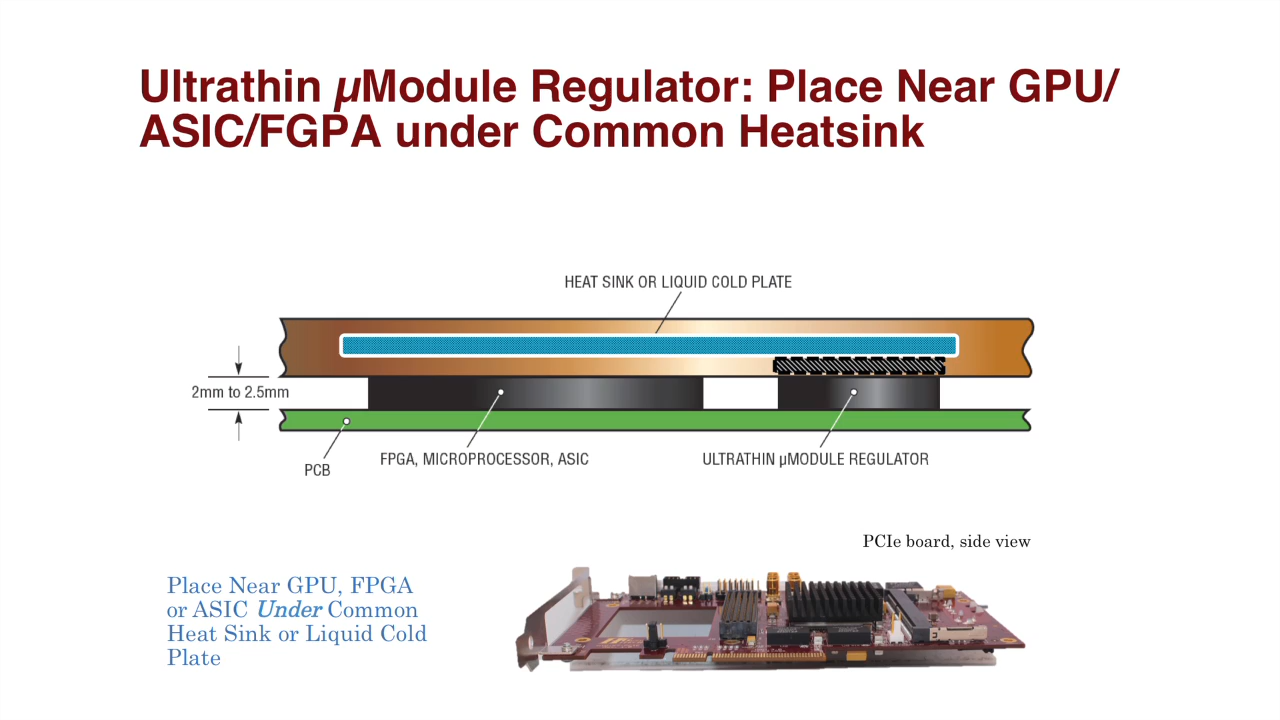 Ultrathin µModule Regulator: Place Near GPU/
ASIC/FGPA under Common Heatsink
HEAT SINK OR LIQUID COLD PLATE
2mm to 2.5mm
PCB
FPGA, MICROPROCESSOR, ASIC
ULTRATHIN µMODULE REGULATOR
PCIe board, side view
Place Near GPU, FPGA
or ASIC Under Common
Heat Sink or Liquid Cold
Plate